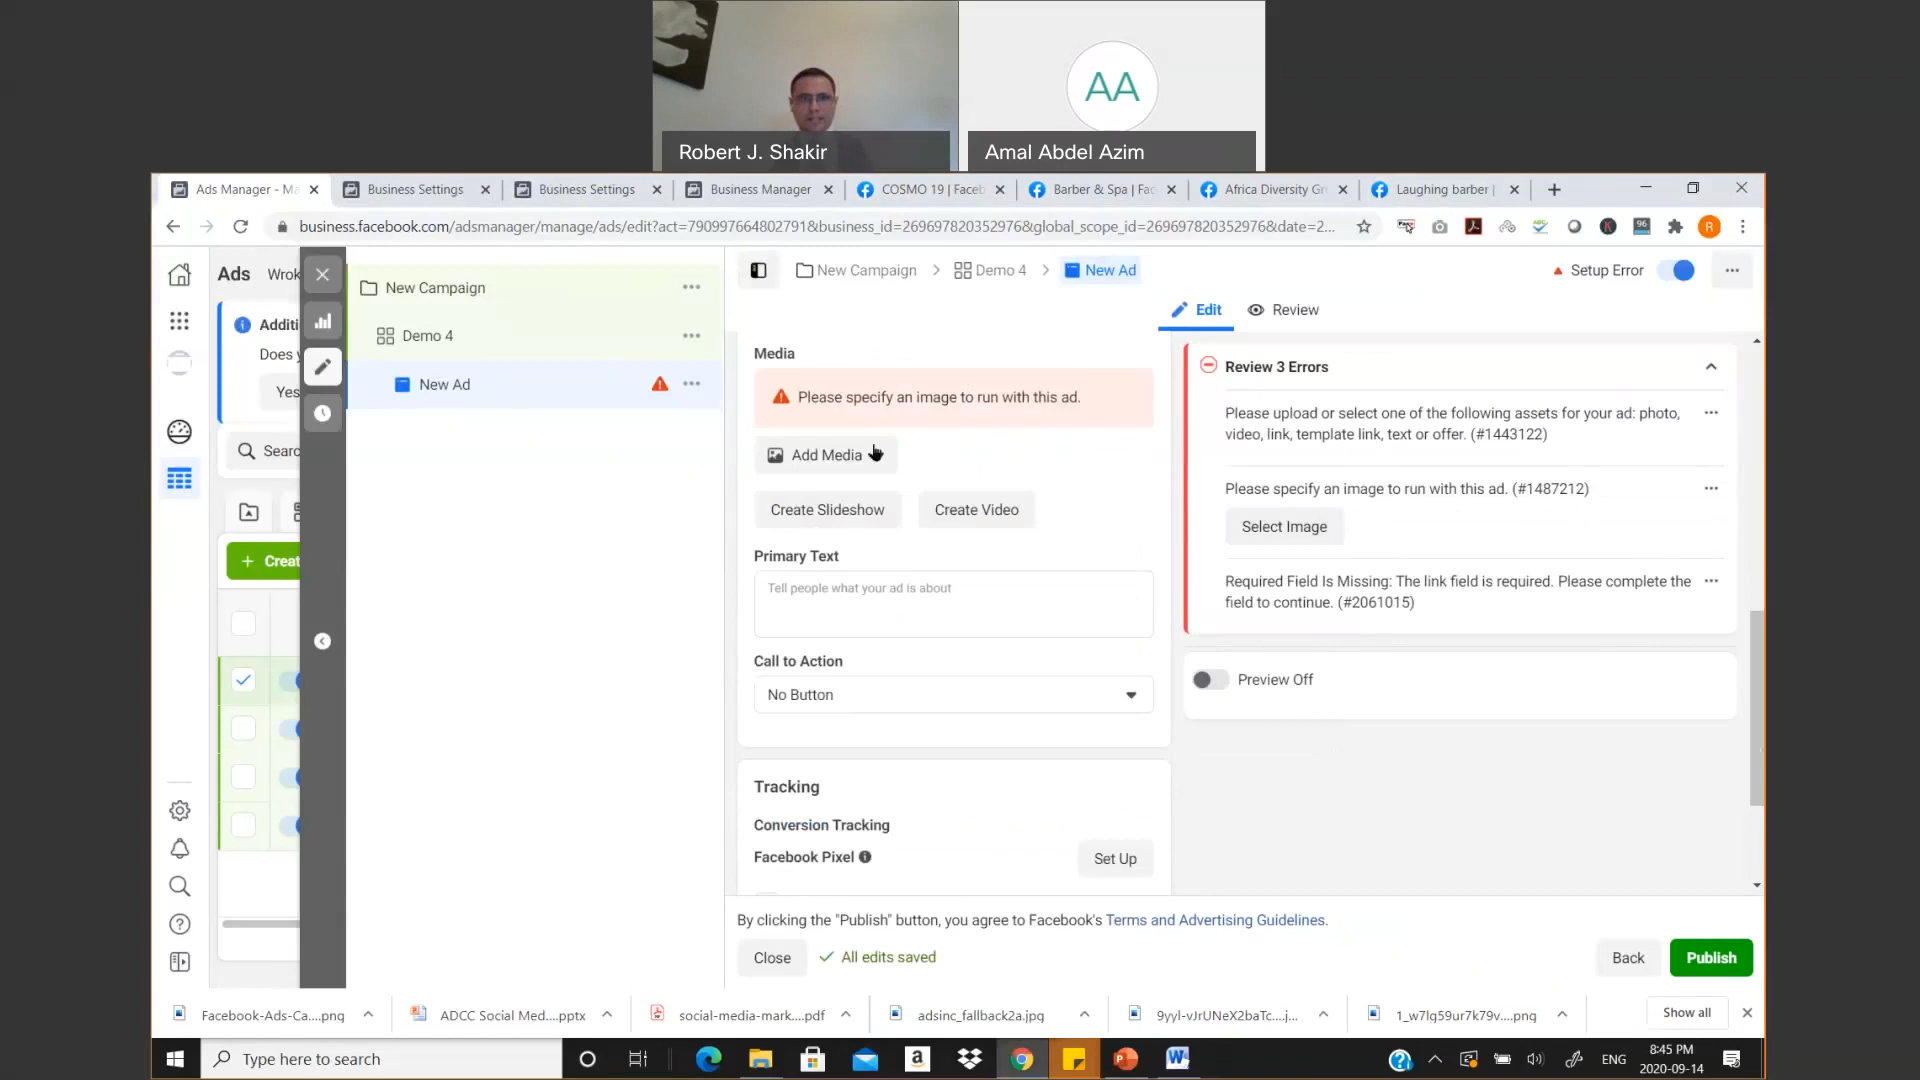 Robert J. Shakir
AA
Amal Abdel Azim
Ads Manager - Ma
Business Settings
Business Settings
Business Manager
COSMO 19 | Faceb
Barber & Spa | Fac
Africa Diversity Gr
Laughing barber |
business.facebook.com/adsmanager/manage/ads/edit?act=790997664802791&business_id=2696978203529​76&global_scope_id=269697820352976&date=2...
96
R
Ads Wrok
New Campaign
Demo 4
New Ad
New Campaign
Demo 4
New Ad
Setup Error
Edit
Review
Additi
Does y
Yes
Searc
Creat
Media
Please specify an image to run with this ad.
Add Media
Create Slideshow
Create Video
Primary Text
Tell people what your ad is about
Call to Action
No Button
Tracking
Conversion Tracking
Facebook Pixel
Set Up
Review 3 Errors
Please upload or select one of the following assets for your ad: photo,
video, link, template link, text or offer. (#1443122)
Please specify an image to run with this ad. (#1487212)
Select Image
Required Field Is Missing: The link field is required. Please complete the
field to continue. (#2061015)
Preview Off
By clicking the "Publish" button, you agree to Facebook's Terms and Advertising Guidelines.
Close
All edits saved
Back
Publish
Facebook-Ads-Ca....png
ADCC Social Med....pptx
social-media-mark....pdf
adsinc_fallback2a.jpg
9yyl-vJrUNeX2baTc....j...
1_w7lg59ur7k79v....png
Show all
Type here to search
ENG
8:45 PM
2020-09-14